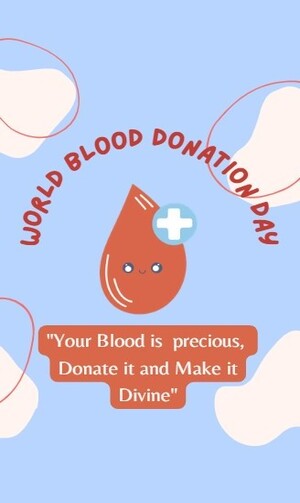 WORLD BLOOD DONATION DAY
"Your Blood is precious,
Donate it and Make it
Divine"